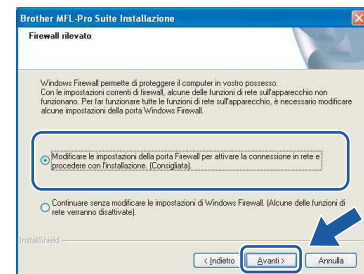 Brother MFL-Pro Suite Installazione
Firewall rilevato
Windows Firewall permette di proteggere il computer in vostro possesso.
Con le impostazioni correnti di firewall, alcune delle funzioni di rete sull'apparecchio non
funzionano. Per far funzionare tutte le funzioni di rete sull'apparecchio, è necessario modificare
alcune impostazioni della porta Windows Firewall.
Modificare le impostazioni della porta Firewall per attivare la connessione in rete e
procedere con l'installazione. (Consigliata).
Continuare senza modificare le impostazioni di Windows Firewall. (Alcune delle funzioni di
rete verranno disattivate).
InstallShield
< Indietro Avanti > Annulla